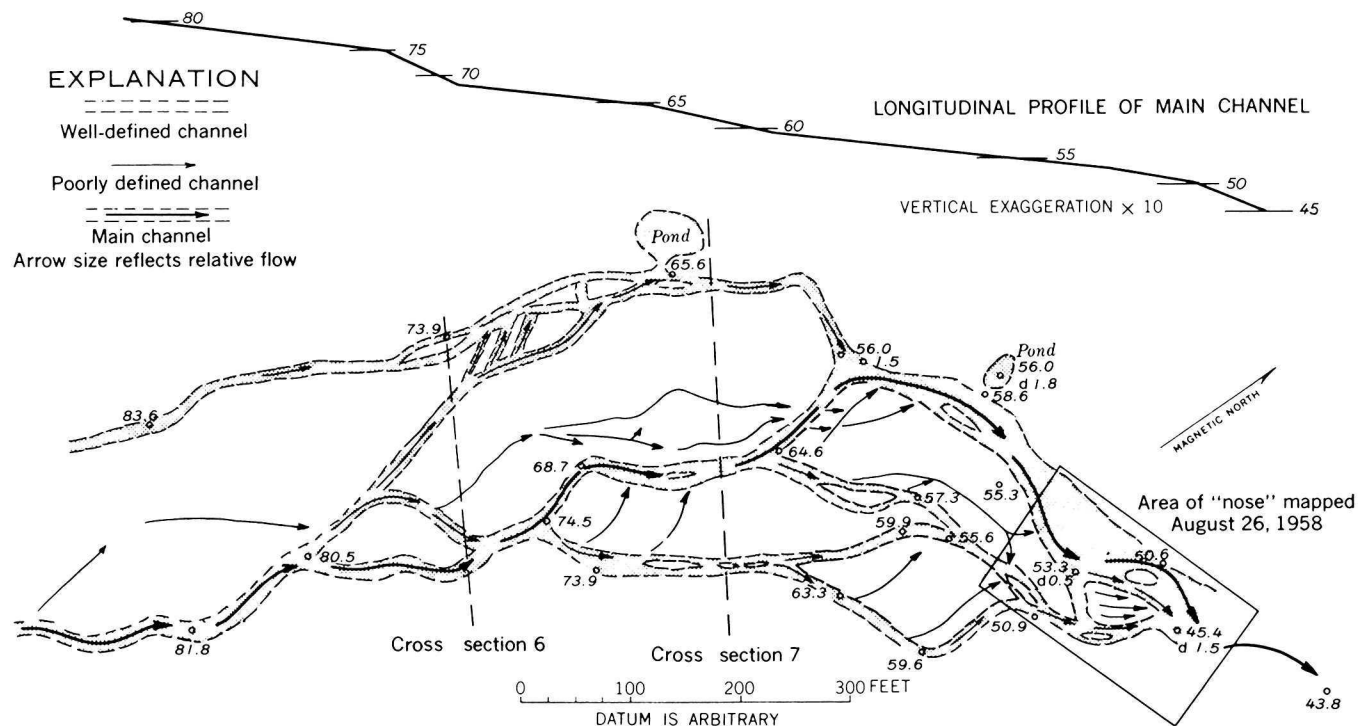 80
75
70
65
60
55
50
45
LONGITUDINAL PROFILE OF MAIN CHANNEL
VERTICAL EXAGGERATION × 10
EXPLANATION
Well-defined channel
Poorly defined channel
Main channel
Arrow size reflects relative flow
Pond
65.6
73.9
83.6
56.0
1.5
Pond
56.0
d 1.8
58.6
MAGNETIC NORTH
68.7
64.6
74.5
57.3
55.3
59.9
55.6
Area of "nose" mapped
August 26, 1958
80.5
73.9
63.3
53.3
d 0.5
60.6
50.9
45.4
d 1.5
81.8
59.6
43.8
Cross section 6
Cross section 7
0 100 200 300 FEET
DATUM IS ARBITRARY